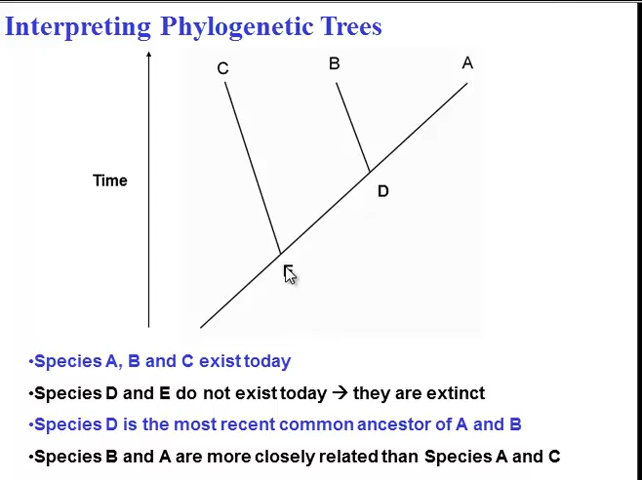 Interpreting Phylogenetic Trees
C
B
A
Time
D
•Species A, B and C exist today
•Species D and E do not exist today → they are extinct
•Species D is the most recent common ancestor of A and B
•Species B and A are more closely related than Species A and C